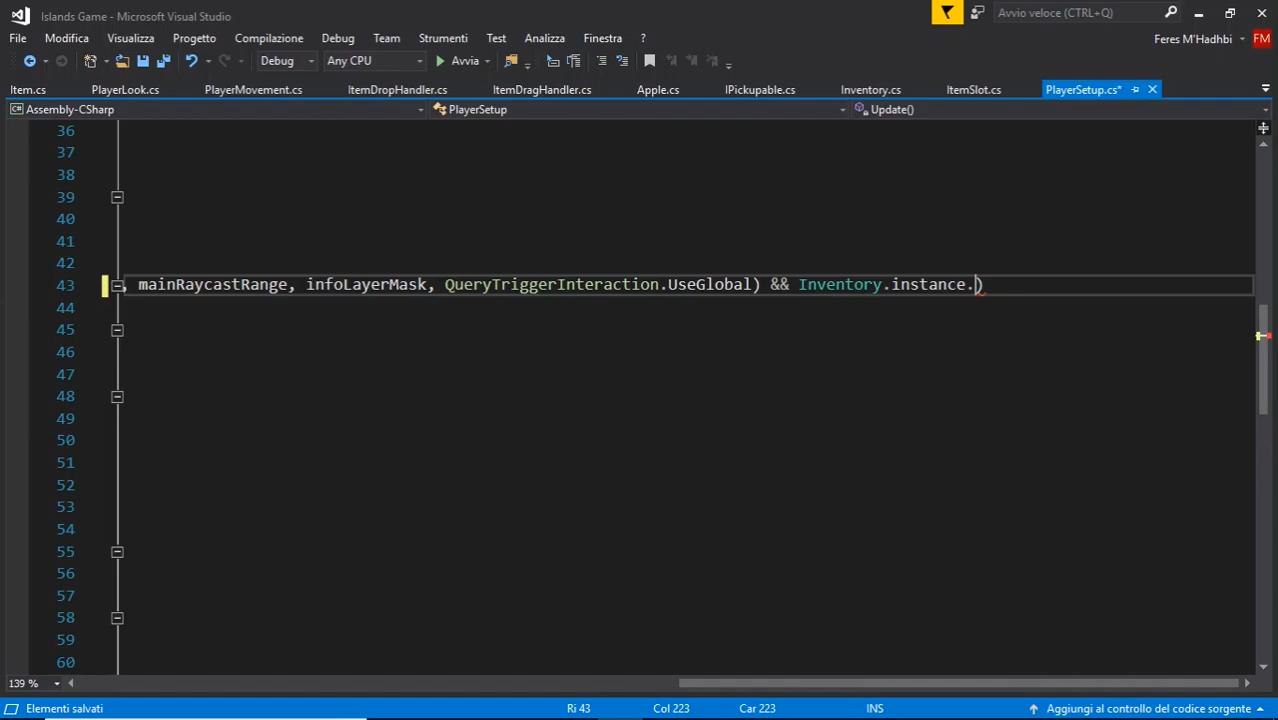 Islands Game - Microsoft Visual Studio
Avvio veloce (CTRL+Q)
File Modifica Visualizza Progetto Compilazione Debug Team Strumenti Test Analizza Finestra ?
Feres M'Hadhbi FM
Debug Any CPU Avvia
Item.cs PlayerLook.cs PlayerMovement.cs ItemDropHandler.cs ItemDragHandler.cs Apple.cs IPickupable.cs Inventory.cs ItemSlot.cs PlayerSetup.cs*
Assembly-CSharp PlayerSetup Update()
36
37
38
39
40
41
42
43 , mainRaycastRange, infoLayerMask, QueryTriggerInteraction.UseGlobal) && Inventory.instance.)
44
45
46
47
48
49
50
51
52
53
54
55
56
57
58
59
60
139 %
Elementi salvati Ri 43 Col 223 Car 223 INS Aggiungi al controllo del codice sorgente